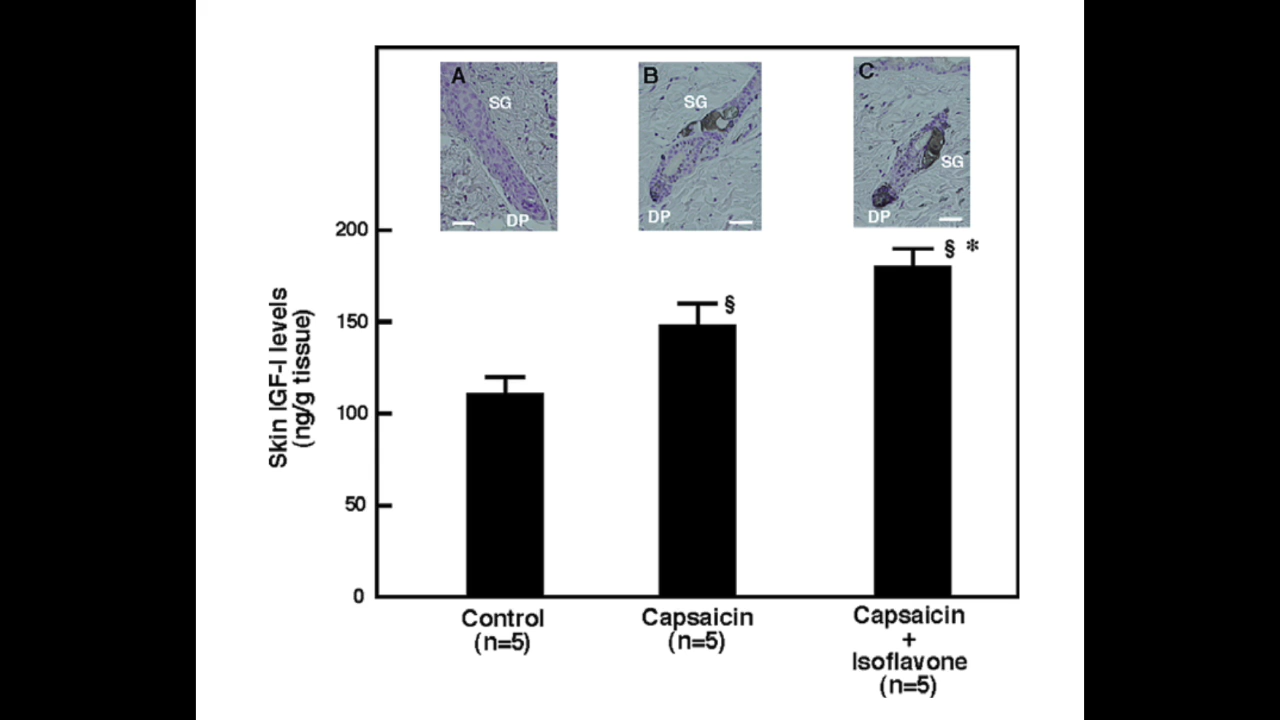 A
SG
DP
B
SG
DP
C.
SG
DP
200
150
100
50
0
Skin IGF-I levels
(ng/g tissue)
§
§ *
Control
(n=5)
Capsaicin
(n=5)
Capsaicin
+
Isoflavone
(n=5)